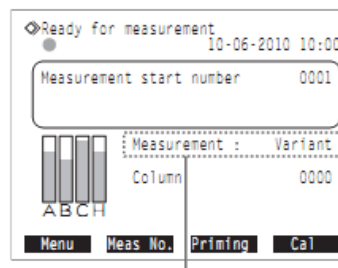 Ready for measurement
10-06-2010 10:00
Measurement start number 0001
Measurement : Variant
Column 0000
A B C H
Menu Meas No. Priming Cal